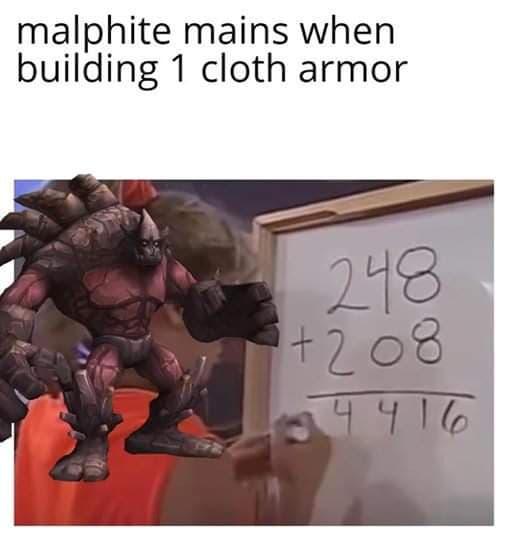 malphite mains when
building 1 cloth armor
248
+208
4416